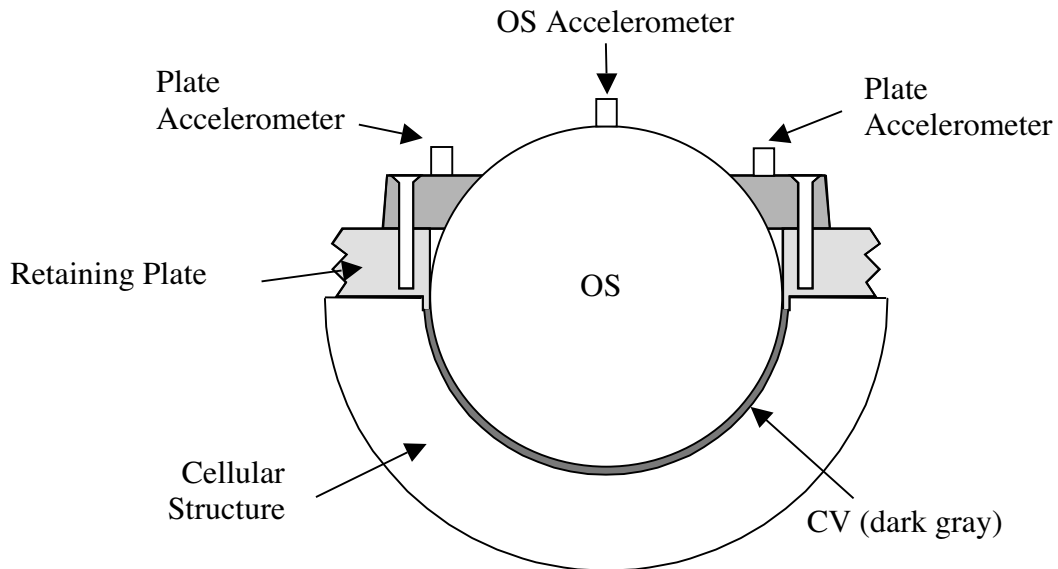 OS Accelerometer
Plate
Accelerometer
Plate
Accelerometer
Retaining Plate
OS
Cellular
Structure
CV (dark gray)